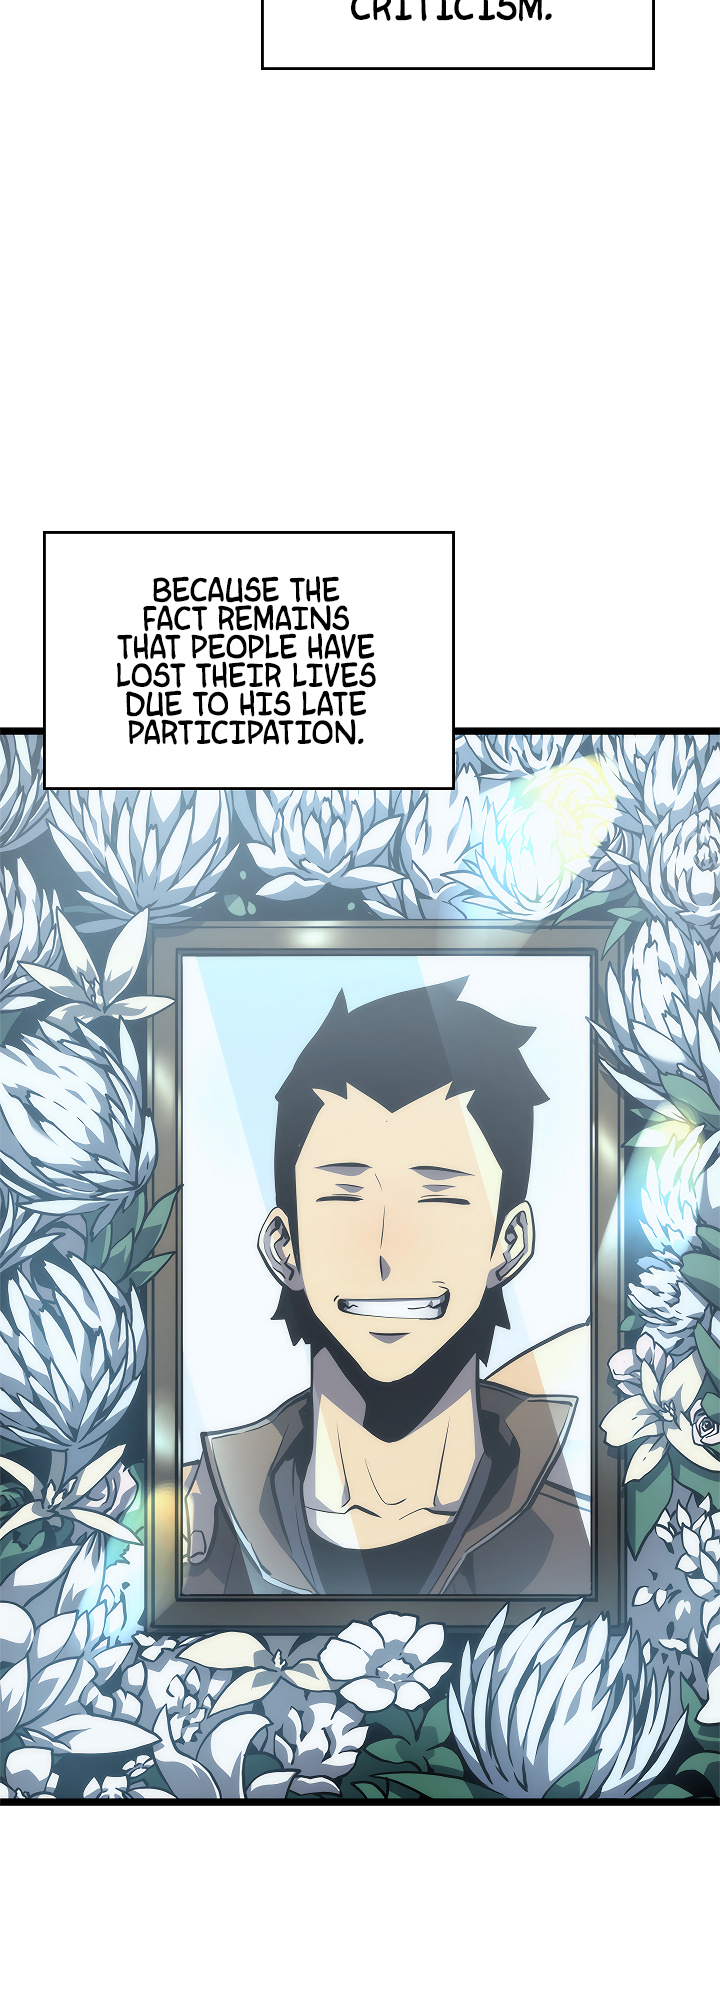 CRITICISM.
BECAUSE THE
FACT REMAINS
THAT PEOPLE HAVE
LOST THEIR LIVES
DUE TO HIS LATE
PARTICIPATION.